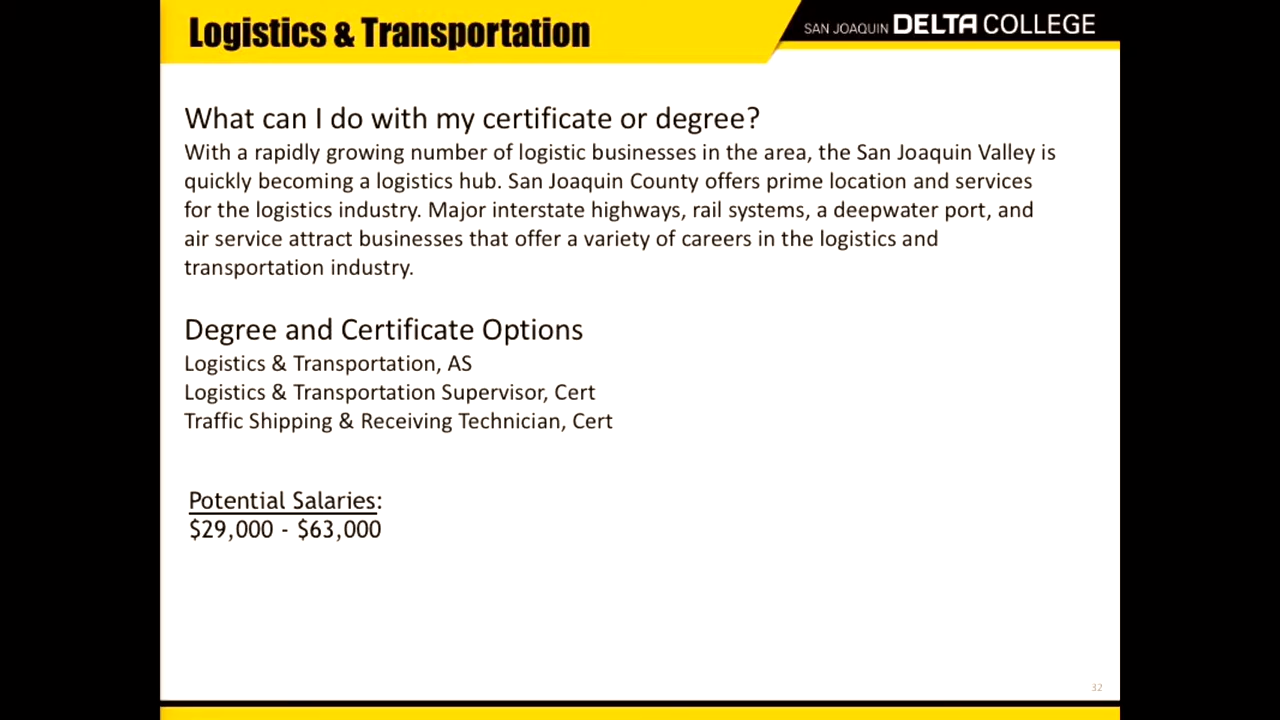 Logistics & Transportation
SAN JOAQUIN DELTA COLLEGE
What can I do with my certificate or degree?
With a rapidly growing number of logistic businesses in the area, the San Joaquin Valley is
quickly becoming a logistics hub. San Joaquin County offers prime location and services
for the logistics industry. Major interstate highways, rail systems, a deepwater port, and
air service attract businesses that offer a variety of careers in the logistics and
transportation industry.
Degree and Certificate Options
Logistics & Transportation, AS
Logistics & Transportation Supervisor, Cert
Traffic Shipping & Receiving Technician, Cert
Potential Salaries:
$29,000 - $63,000
32